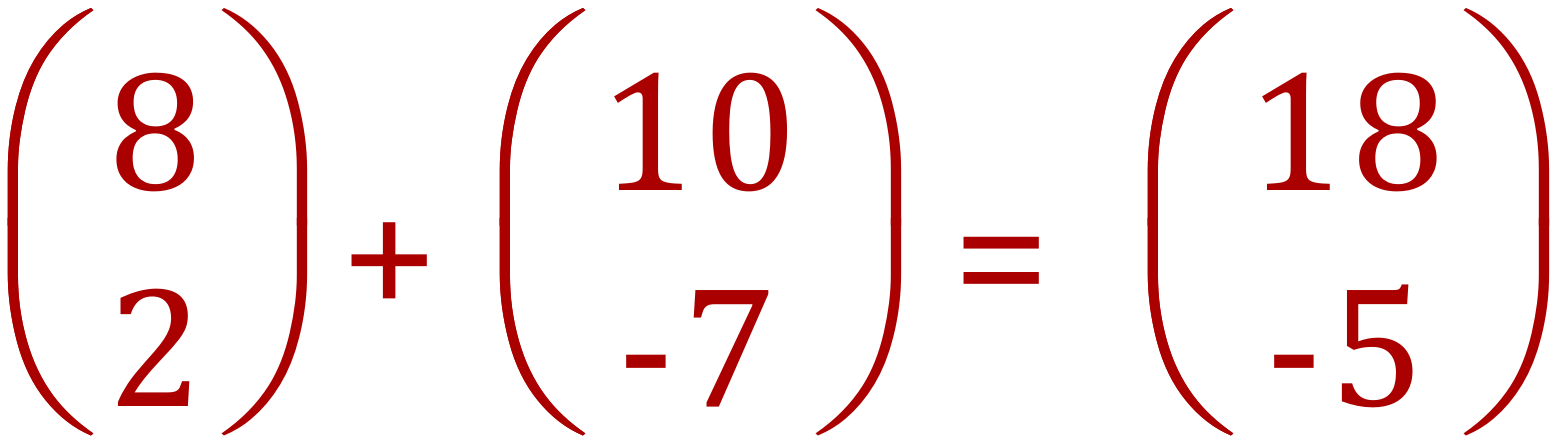 (8 2) + (10 -7) = (18 -5)